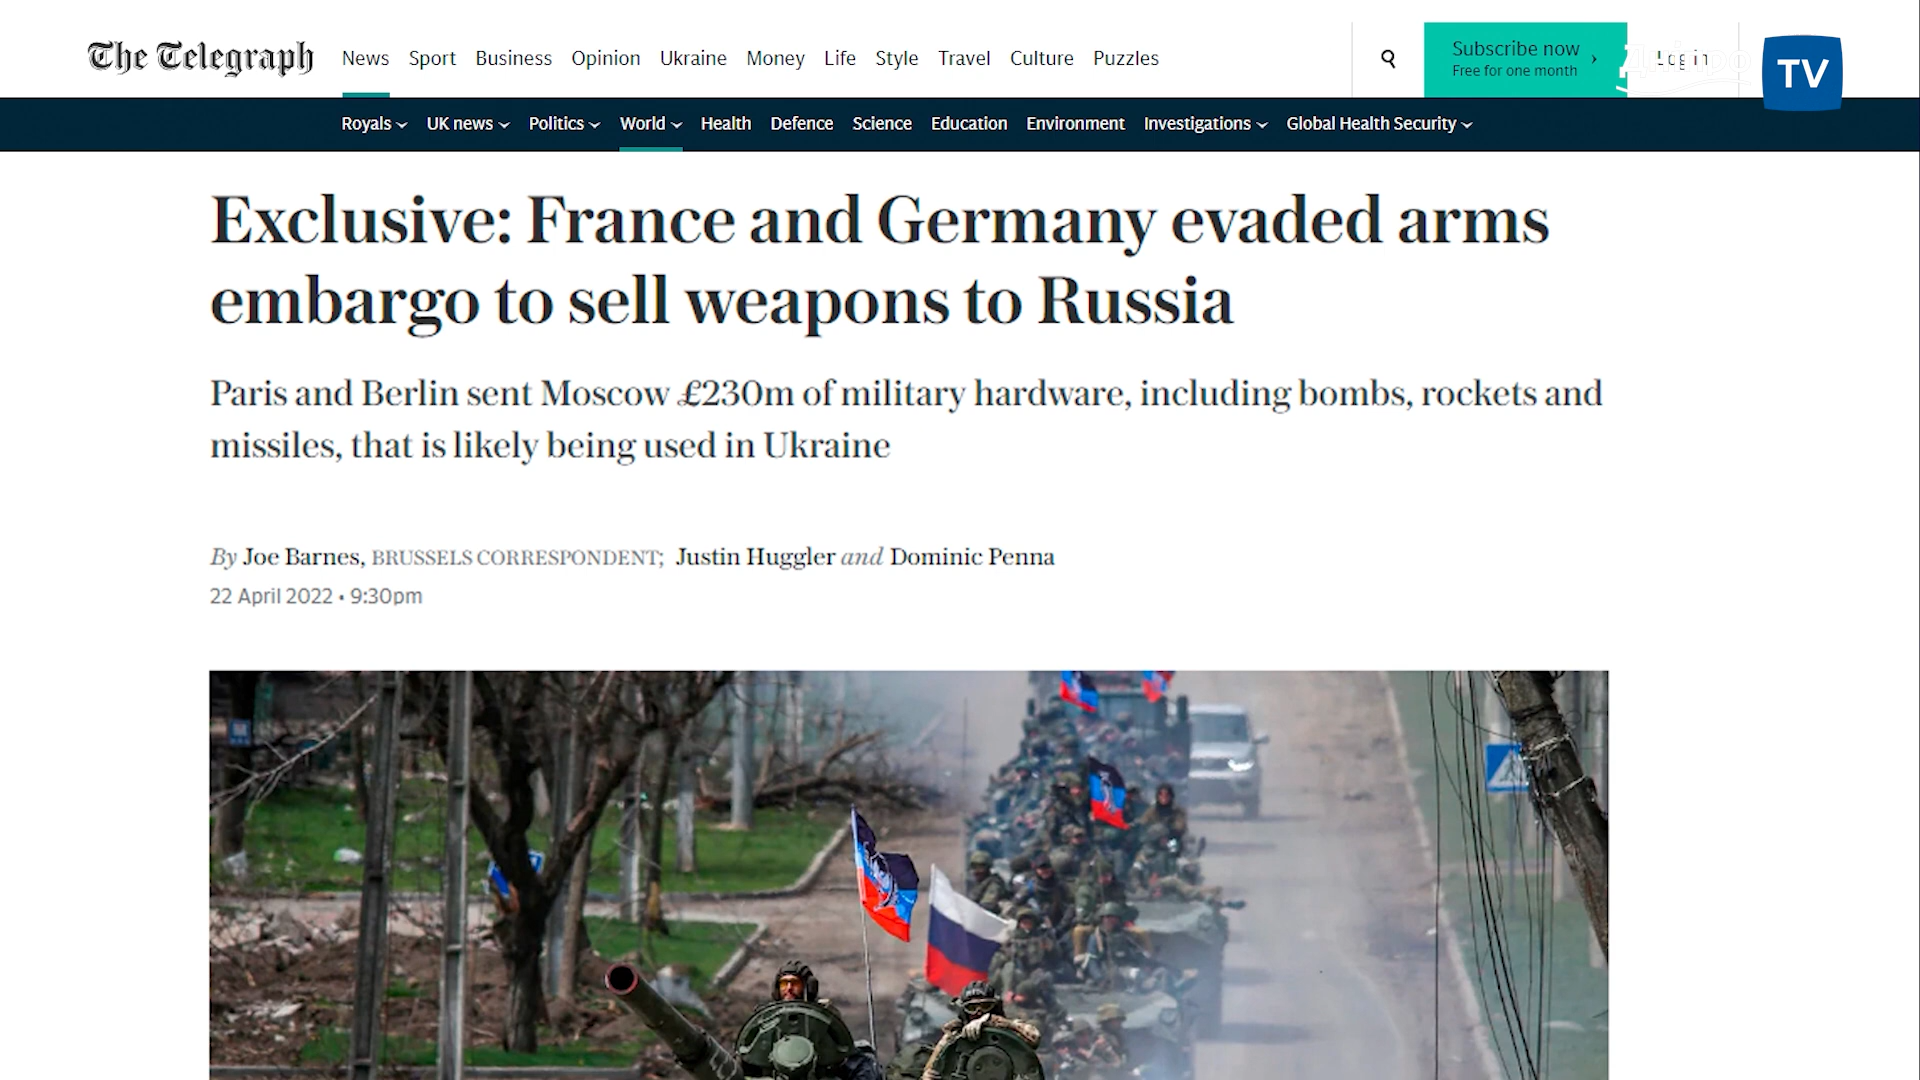 The Telegraph
News Sport Business Opinion Ukraine Money Life Style Travel Culture Puzzles
Subscribe now
Free for one month
Log in
Дніпро TV
Royals UK news Politics World Health Defence Science Education Environment Investigations Global Health Security
Exclusive: France and Germany evaded arms
embargo to sell weapons to Russia
Paris and Berlin sent Moscow £230m of military hardware, including bombs, rockets and
missiles, that is likely being used in Ukraine
By Joe Barnes, BRUSSELS CORRESPONDENT; Justin Huggler and Dominic Penna
22 April 2022 • 9:30pm